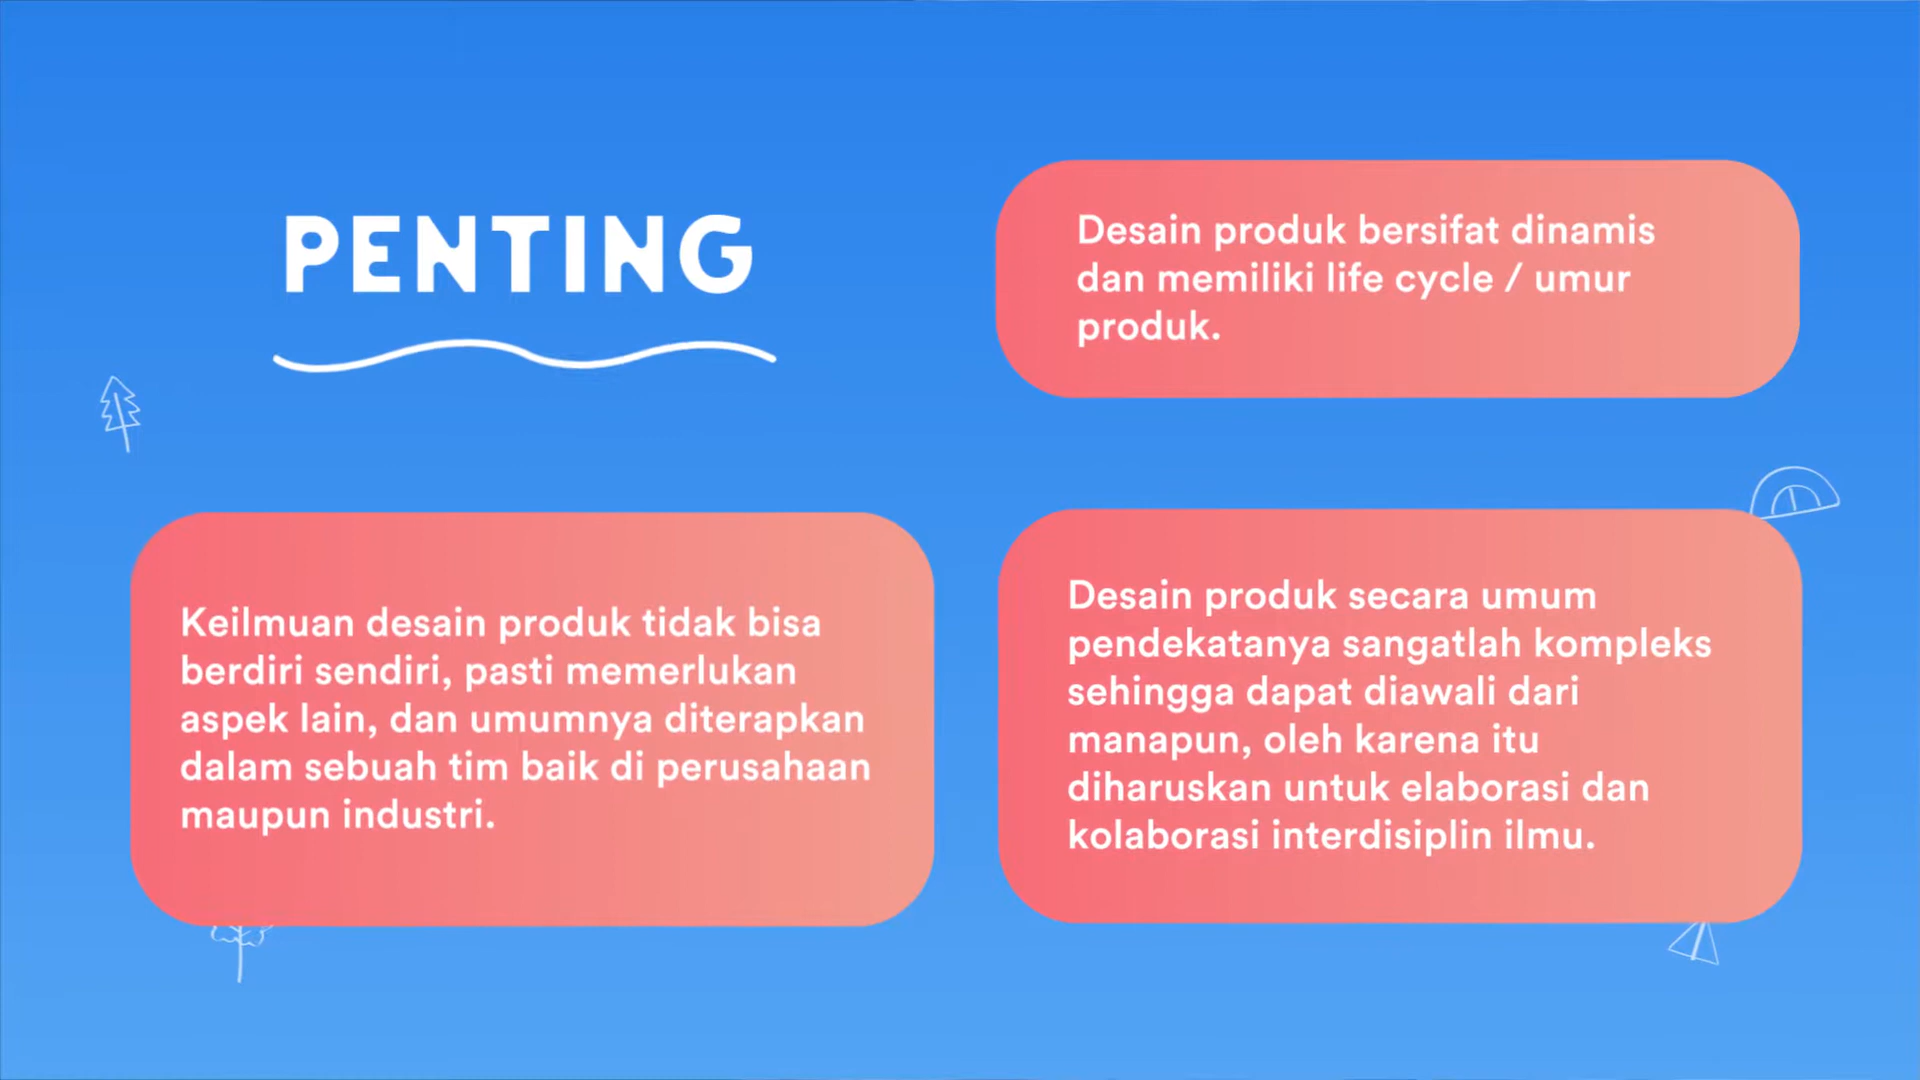 PENTING
Desain produk bersifat dinamis
dan memiliki life cycle / umur
produk.
Keilmuan desain produk tidak bisa
berdiri sendiri, pasti memerlukan
aspek lain, dan umumnya diterapkan
dalam sebuah tim baik di perusahaan
maupun industri.
Desain produk secara umum
pendekatanya sangatlah kompleks
sehingga dapat diawali dari
manapun, oleh karena itu
diharuskan untuk elaborasi dan
kolaborasi interdisiplin ilmu.